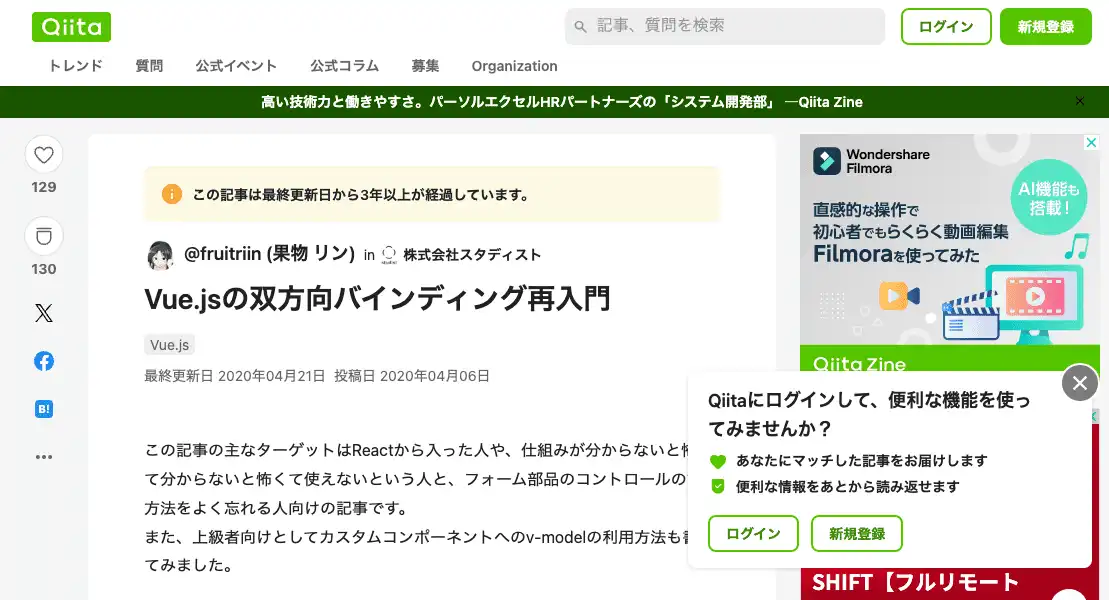 Qiita
記事、質問を検索
ログイン
新規登録
トレンド 質問 公式イベント 公式コラム 募集 Organization
高い技術力と働きやすさ。パーソルエクセルHRパートナーズの「システム開発部」 —Qiita Zine
129
130
B!
この記事は最終更新日から3年以上が経過しています。
@fruitriin (果物 リン) in 株式会社スタディスト
Vue.jsの双方向バインディング再入門
Vue.js
最終更新日 2020年04月21日 投稿日 2020年04月06日
この記事の主なターゲットはReactから入った人や、仕組みが分からないと怖
て分からないと怖くて使えないという人と、フォーム部品のコントロールの
方法をよく忘れる人向けの記事です。
また、上級者向けとしてカスタムコンポーネントへのv-modelの利用方法も書
てみました。
Wondershare
Filmora
AI機能も
搭載！
直感的な操作で
初心者でもらくらく動画編集
Filmoraを使ってみた
Qiita Zine
Qiitaにログインして、便利な機能を使っ
てみませんか？
あなたにマッチした記事をお届けします
便利な情報をあとから読み返せます
ログイン
新規登録
SHIFT【フルリモート